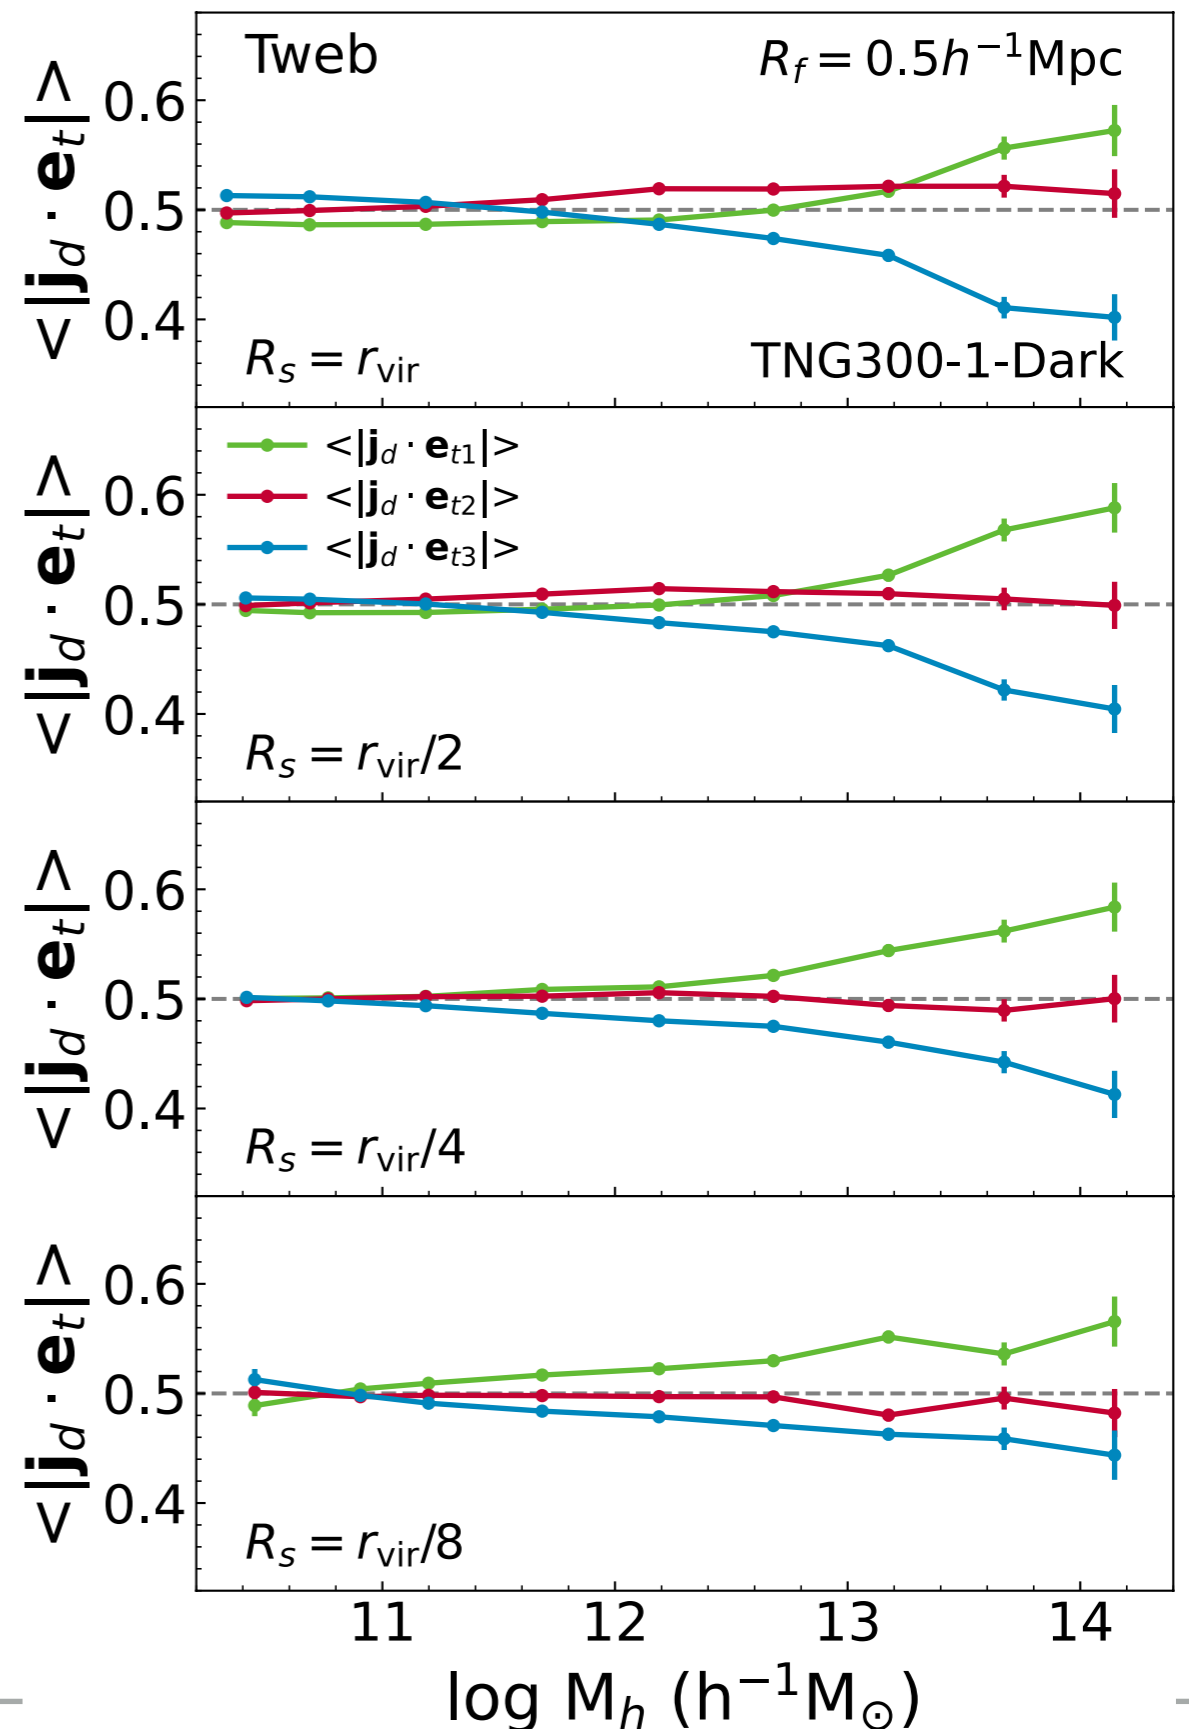 Tweb
R_f = 0.5h⁻¹Mpc
<|j_d · e_t|>
0.6
0.5
0.4
R_s = r_vir
TNG300-1-Dark
<|j_d · e_t1|>
<|j_d · e_t2|>
<|j_d · e_t3|>
<|j_d · e_t|>
0.6
0.5
0.4
R_s = r_vir/2
<|j_d · e_t|>
0.6
0.5
0.4
R_s = r_vir/4
<|j_d · e_t|>
0.6
0.5
0.4
R_s = r_vir/8
11 12 13 14
log M_h (h⁻¹M_⊙)